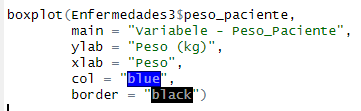 boxplot(Enfermedades3$peso_paciente,
main = "Variabele - Peso_Paciente",
ylab = "Peso (kg)",
xlab = "Peso",
col = "blue",
border = "black")